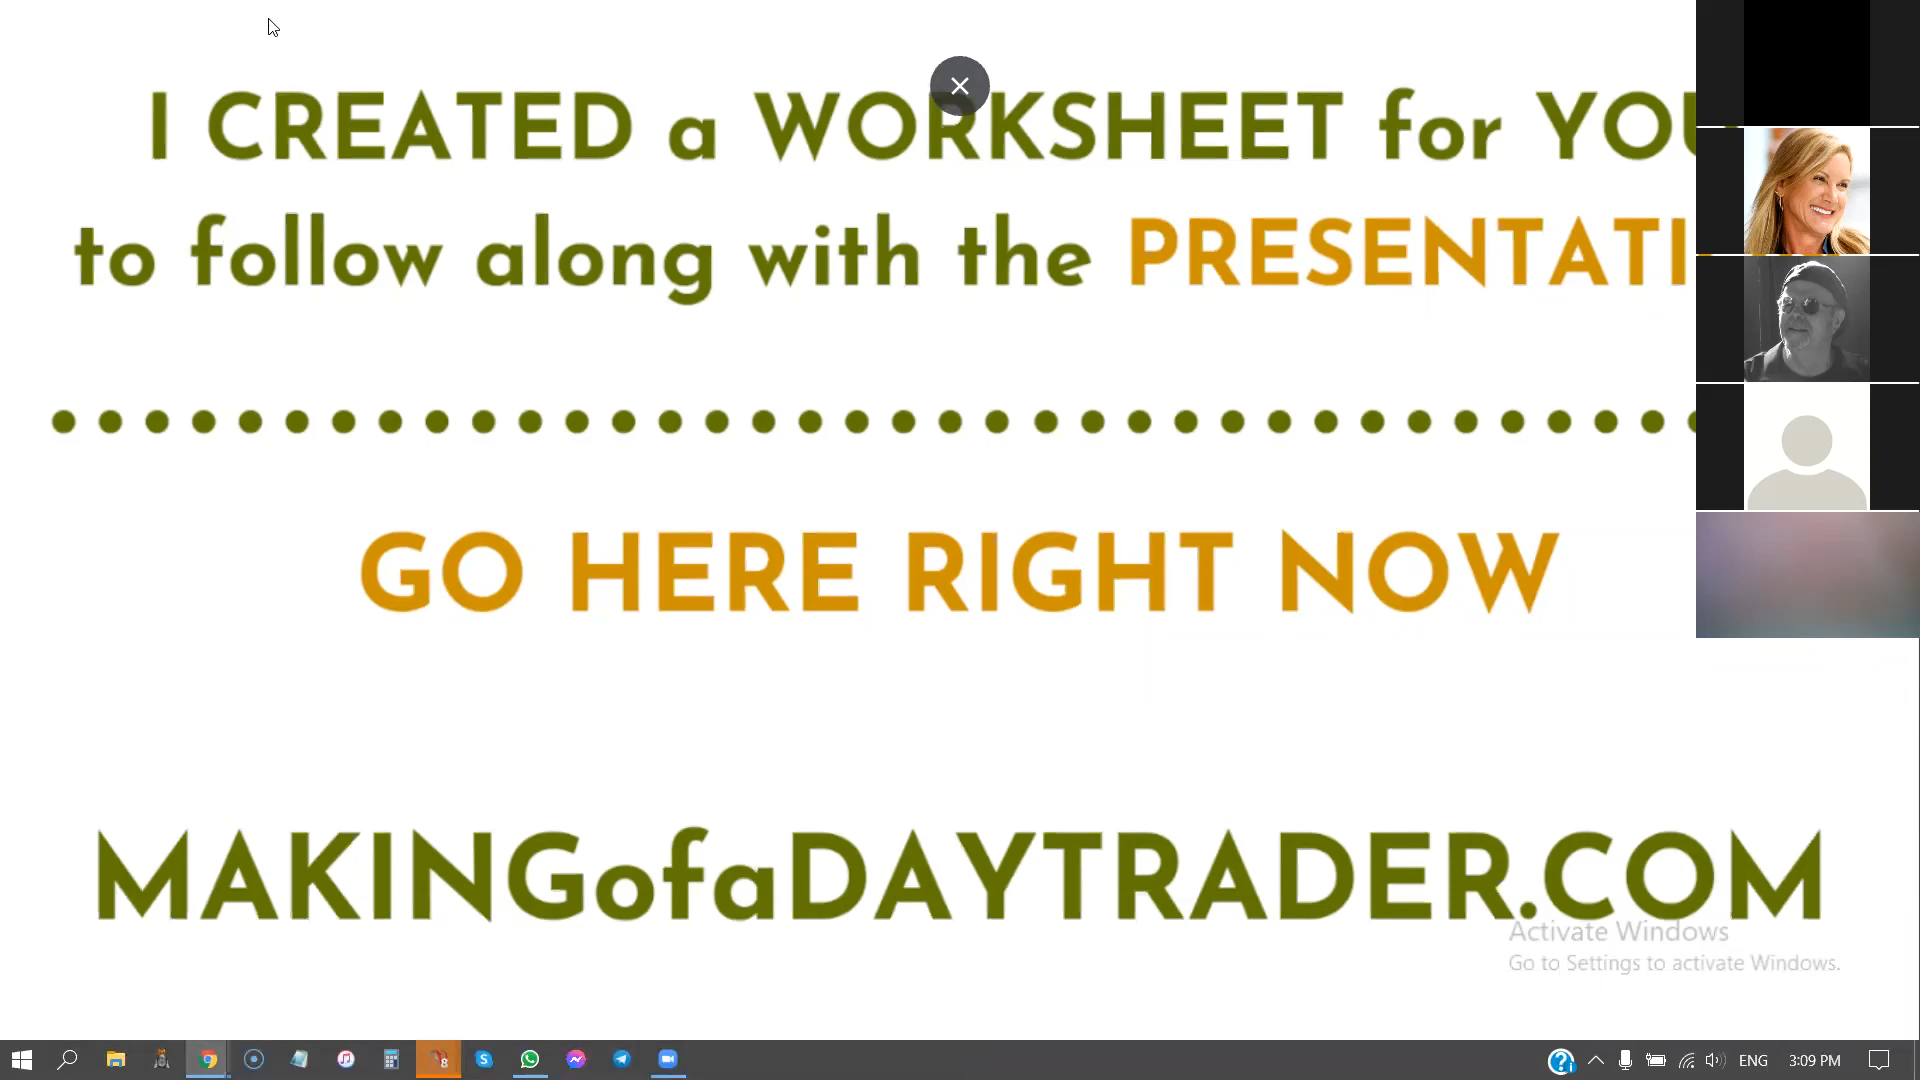 I CREATED a WORKSHEET for YOU
to follow along with the PRESENTATI
GO HERE RIGHT NOW
MAKINGofaDAYTRADER.COM
Activate Windows
Go to Settings to activate Windows.
8
ENG
3:09 PM